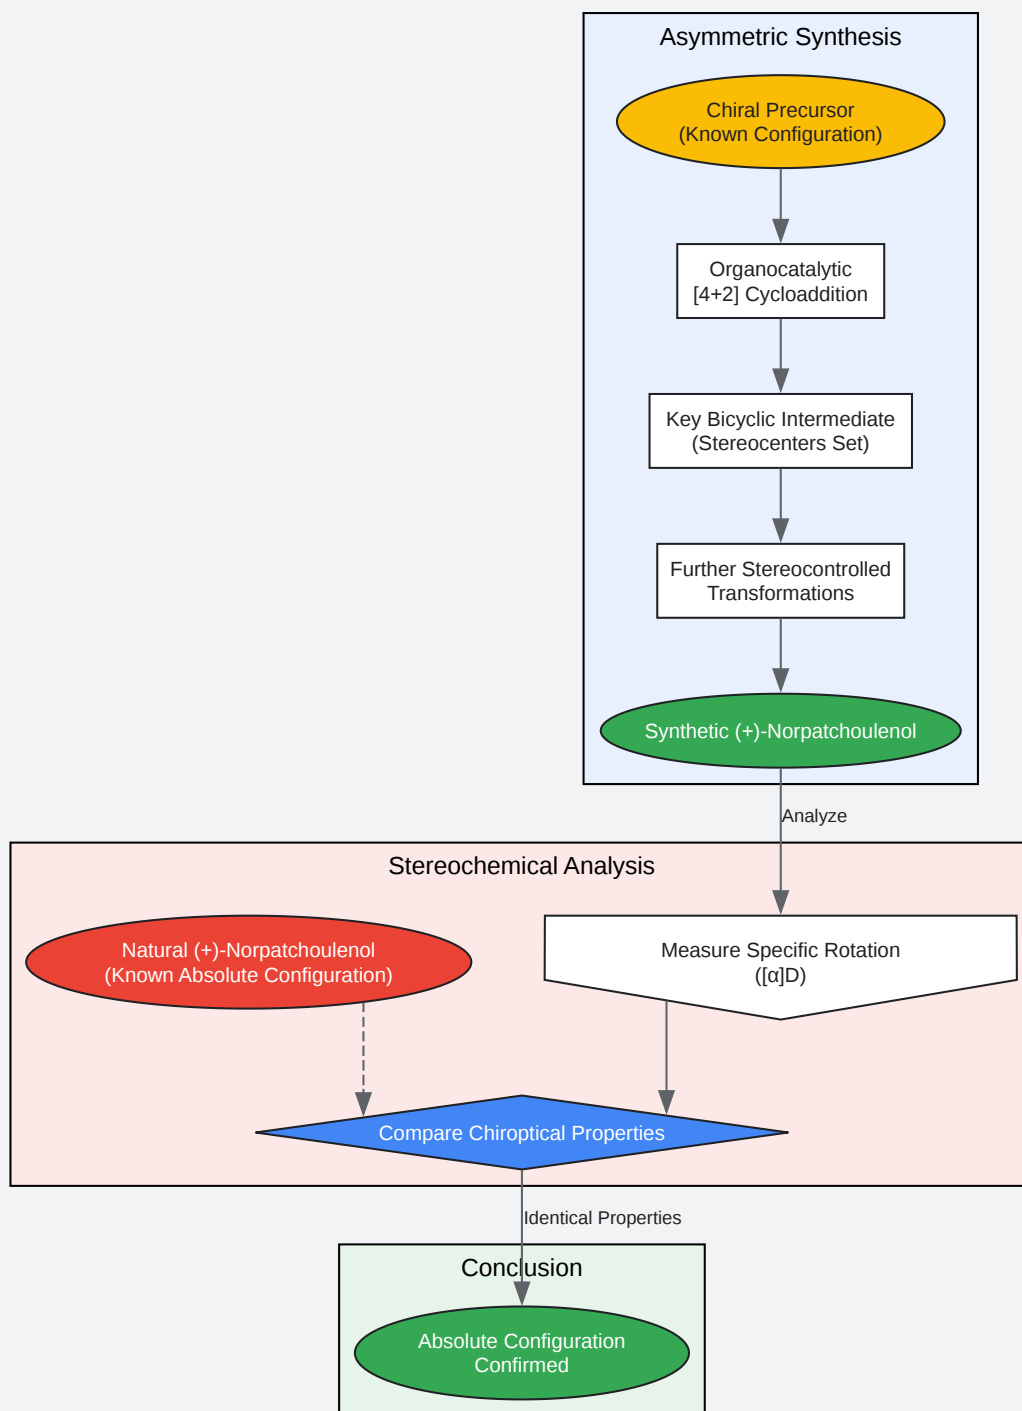 Asymmetric Synthesis
Chiral Precursor
(Known Configuration)
Organocatalytic
[4+2] Cycloaddition
Key Bicyclic Intermediate
(Stereocenters Set)
Further Stereocontrolled
Transformations
Synthetic (+)-Norpatchoulenol
Analyze
Stereochemical Analysis
Natural (+)-Norpatchoulenol
(Known Absolute Configuration)
Measure Specific Rotation
([α]D)
Compare Chiroptical Properties
Identical Properties
Conclusion
Absolute Configuration
Confirmed